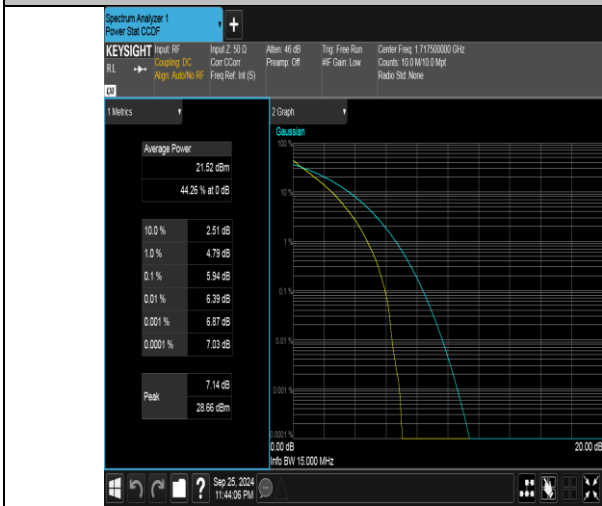 Spectrum Analyzer 1
Power Stat CCDF
+
KEYSIGHT
RL
Input: RF
Coupling: DC
Align: Auto/No RF
Input Z: 50 Ω
Corr CCorr
Freq Ref: Int (S)
Atten: 46 dB
Preamp: Off
Trig: Free Run
#IF Gain: Low
Center Freq: 1.717500000 GHz
Counts: 10.0 M/10.0 Mpt
Radio Std: None
1 Metrics
Average Power
21.52 dBm
44.26 % at 0 dB
10.0 % 2.51 dB
1.0 % 4.79 dB
0.1 % 5.94 dB
0.01 % 6.39 dB
0.001 % 6.87 dB
0.0001 % 7.03 dB
Peak
7.14 dB
28.66 dBm
2 Graph
Gaussian
100 %
10 %
1 %
0.1 %
0.01 %
0.001 %
0.0001 %
0.00 dB 20.00 dB
Info BW 15.000 MHz
?
Sep 25, 2024
11:44:06 PM